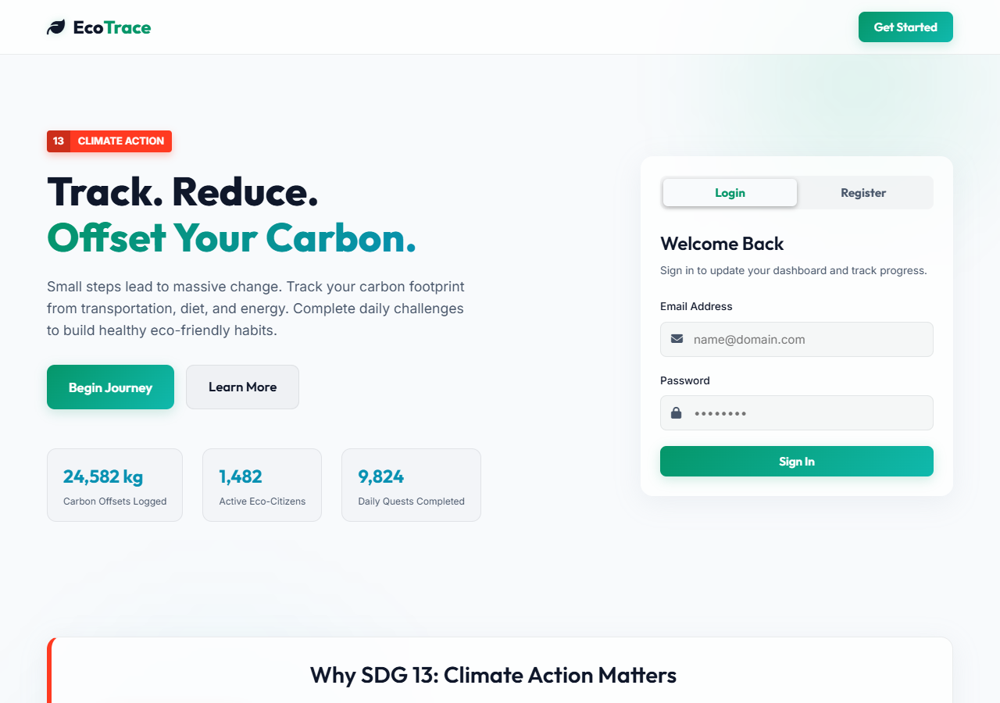 EcoTrace
Get Started
13 CLIMATE ACTION
Track. Reduce.
Offset Your Carbon.
Small steps lead to massive change. Track your carbon footprint
from transportation, diet, and energy. Complete daily challenges
to build healthy eco-friendly habits.
Begin Journey
Learn More
24,582 kg
Carbon Offsets Logged
1,482
Active Eco-Citizens
9,824
Daily Quests Completed
Login
Register
Welcome Back
Sign in to update your dashboard and track progress.
Email Address
name@domain.com
Password
••••••••
Sign In
Why SDG 13: Climate Action Matters